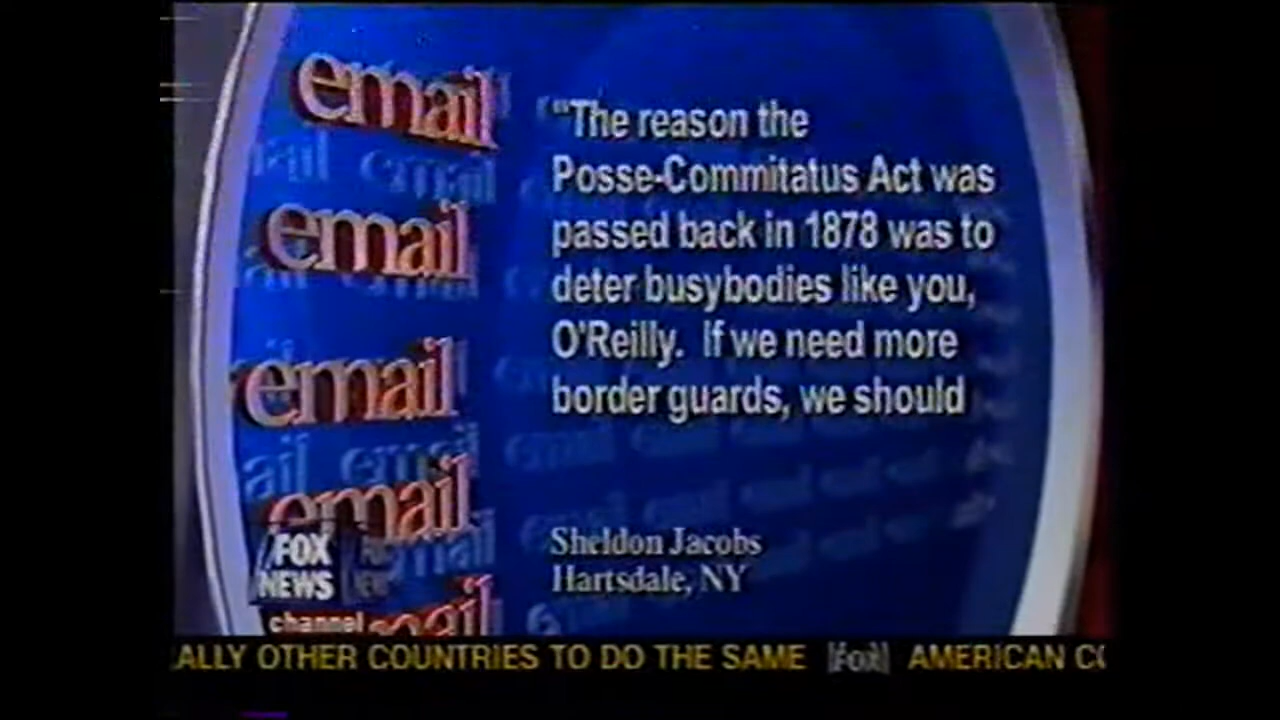 email
email
email
email
"The reason the
Posse-Commitatus Act was
passed back in 1878 was to
deter busybodies like you,
O'Reilly. If we need more
border guards, we should
Sheldon Jacobs
Hartsdale, NY
FOX
NEWS
channel
ALLY OTHER COUNTRIES TO DO THE SAME FOX AMERICAN